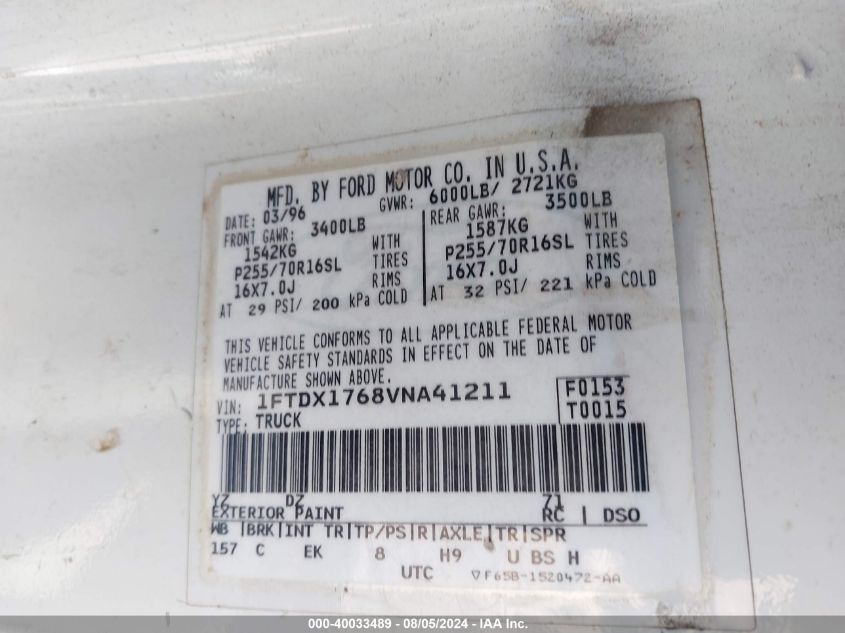 MFD. BY FORD MOTOR CO. IN U.S.A.
DATE: 03/96 GVWR: 6000LB/ 2721KG
FRONT GAWR: 3400LB REAR GAWR: 3500LB
1542KG WITH 1587KG WITH
P255/70R16SL TIRES P255/70R16SL TIRES
16X7.0J RIMS 16X7.0J RIMS
AT 29 PSI/ 200 kPa COLD AT 32 PSI/ 221 kPa COLD
THIS VEHICLE CONFORMS TO ALL APPLICABLE FEDERAL MOTOR
VEHICLE SAFETY STANDARDS IN EFFECT ON THE DATE OF
MANUFACTURE SHOWN ABOVE.
VIN: 1FTDX1768VNA41211 F0153
TYPE: TRUCK T0015
YZ DZ 71
EXTERIOR PAINT RC | DSO
WB |BRK|INT TR|TP/PS|R|AXLE|TR|SPR
157 C EK 8 H9 U BS H
UTC ▽F65B-1520472-AA
000-40033489 - 08/05/2024 - IAA Inc.